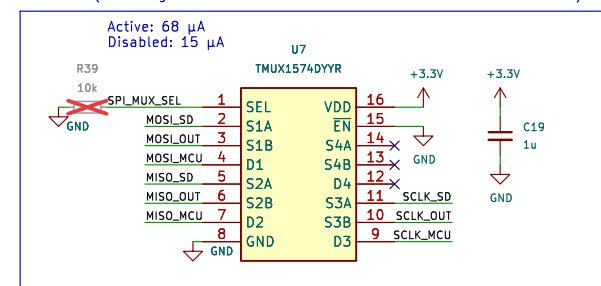 Active: 68 µA
Disabled: 15 µA
U7
TMUX1574DYYR
R39
10k
GND
SPI_MUX_SEL
MOSI_SD
MOSI_OUT
MOSI_MCU
MISO_SD
MISO_OUT
MISO_MCU
GND
1
2
3
4
5
6
7
8
SEL
S1A
S1B
D1
S2A
S2B
D2
GND
VDD
EN
S4A
S4B
D4
S3A
S3B
D3
16
15
14
13
12
11
10
9
+3.3V
GND
SCLK_SD
SCLK_OUT
SCLK_MCU
+3.3V
C19
1u
GND